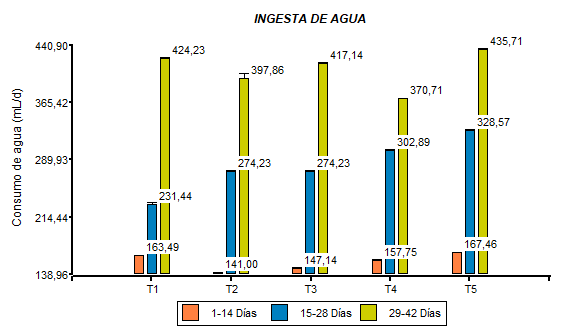 INGESTA DE AGUA
Consumo de agua (mL/d)
440,90
365,42
289,93
214,44
138,96
163,49
231,44
424,23
141,00
274,23
397,86
147,14
274,23
417,14
157,75
302,89
370,71
167,46
328,57
435,71
T1
T2
T3
T4
T5
1-14 Días
15-28 Días
29-42 Días